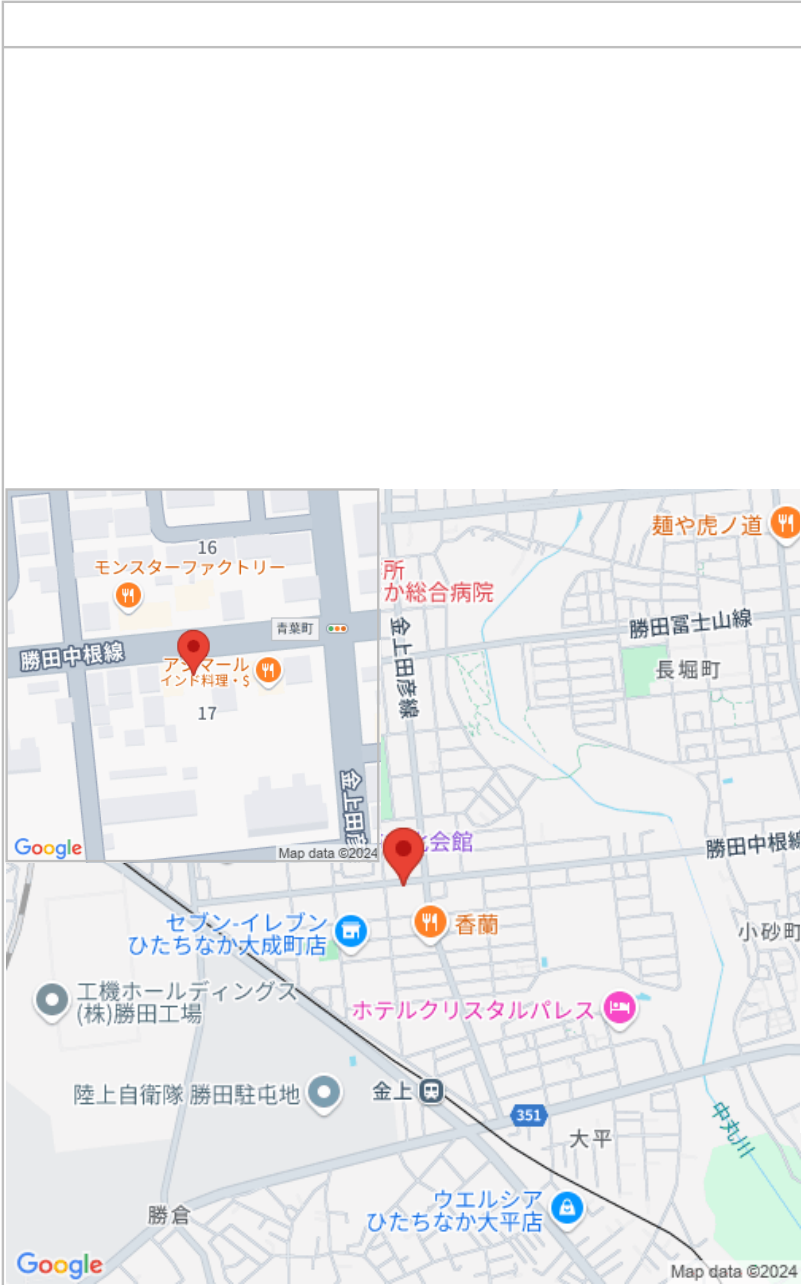 16
モンスターファクトリー
青葉町
勝田中根線
インド料理・S
17
金上田彦
Google
Map data ©2024
麺や虎ノ道
所
か総合病院
勝田冨士山線
金上田彦線
長堀町
会館
勝田中根線
セブン-イレブン
ひたちなか大成町店
香蘭
小砂町
工機ホールディングス
(株)勝田工場
ホテルクリスタルパレス
陸上自衛隊 勝田駐屯地
金上
351
大平
中丸川
勝倉
ウエルシア
ひたちなか大平店
Google
Map data ©2024